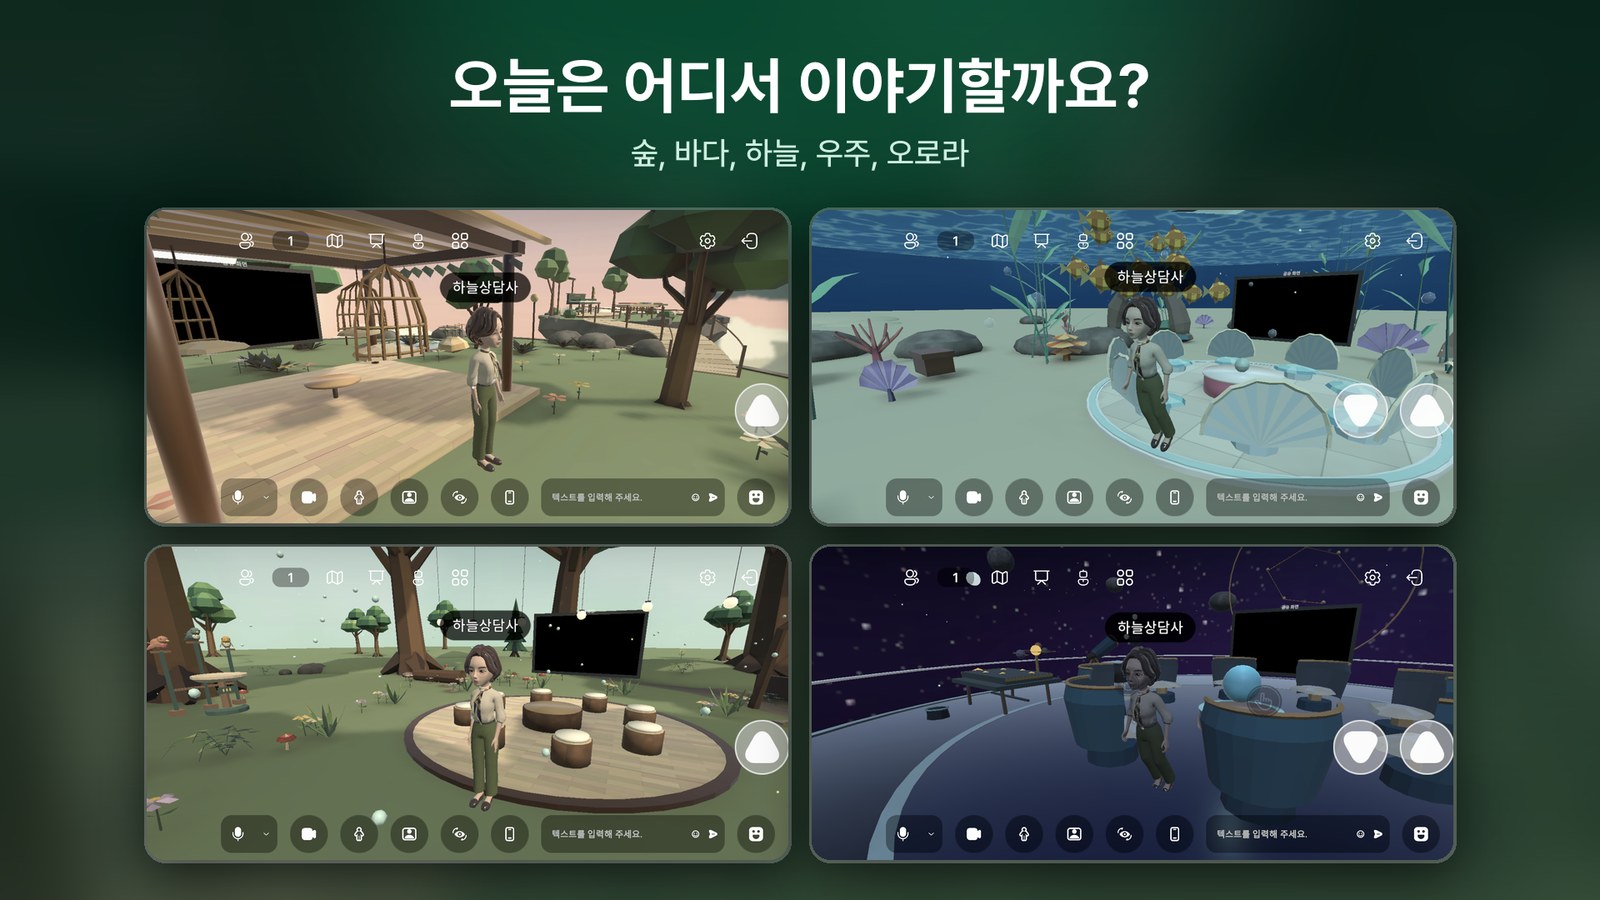 오늘은 어디서 이야기할까요?
숲, 바다, 하늘, 우주, 오로라
1
하늘상담사
텍스트를 입력해 주세요.
1
하늘상담사
텍스트를 입력해 주세요.
1
하늘상담사
텍스트를 입력해 주세요.
1
하늘상담사
텍스트를 입력해 주세요.